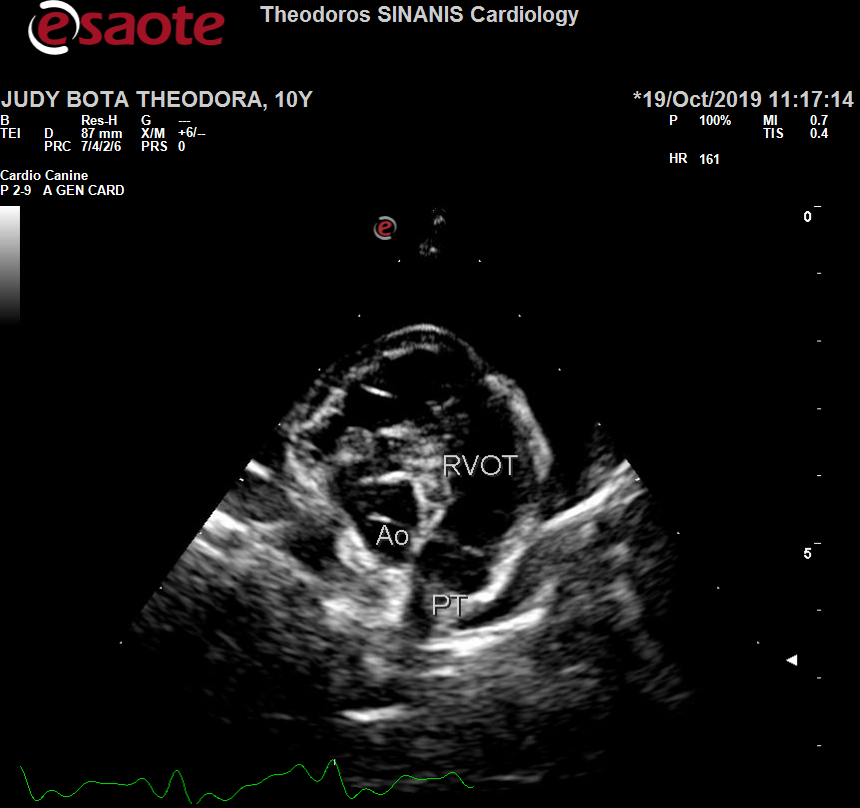 esaote
Theodoros SINANIS Cardiology
JUDY BOTA THEODORA, 10Y
*19/Oct/2019 11:17:14
B Res-H G ---
TEI D 87 mm X/M +6/--
PRC 7/4/2/6 PRS 0
P 100% MI 0.7
TIS 0.4
HR 161
Cardio Canine
P 2-9 A GEN CARD
0
e
RVOT
Ao
5
PT